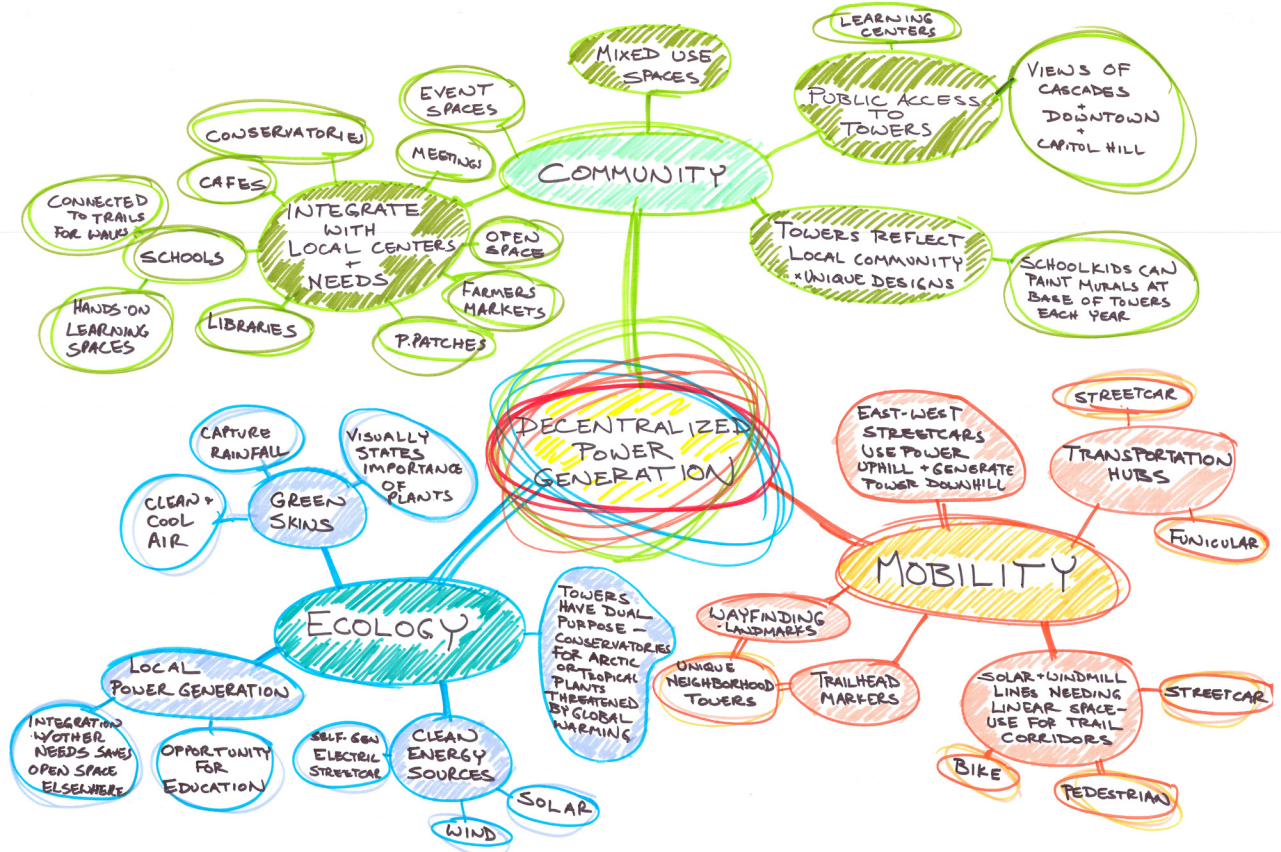 MIXED USE
SPACES
LEARNING
CENTERS
PUBLIC ACCESS
TO
TOWERS
VIEWS OF
CASCADES
+
DOWNTOWN
+
CAPITOL HILL
EVENT
SPACES
CONSERVATORIES
MEETINGS
CAFES
COMMUNITY
CONNECTED
TO TRAILS
FOR WALKS
SCHOOLS
HANDS-ON
LEARNING
SPACES
INTEGRATE
WITH
LOCAL CENTERS
+
NEEDS
OPEN
SPACE
FARMERS
MARKETS
LIBRARIES
P.PATCHES
TOWERS REFLECT
LOCAL COMMUNITY
+UNIQUE DESIGNS
SCHOOLKIDS CAN
PAINT MURALS AT
BASE OF TOWERS
EACH YEAR
DECENTRALIZED
POWER
GENERATION
CAPTURE
RAINFALL
VISUALLY
STATES
IMPORTANCE
OF
PLANTS
CLEAN +
COOL
AIR
GREEN
SKINS
ECOLOGY
TOWERS
HAVE DUAL
PURPOSE —
CONSERVATORIES
FOR ARCTIC
OR TROPICAL
PLANTS
THREATENED
BY GLOBAL
WARMING
LOCAL
POWER GENERATION
INTEGRATION
W/OTHER
NEEDS SAVES
OPEN SPACE
ELSEWHERE
OPPORTUNITY
FOR
EDUCATION
SELF-GEN
ELECTRIC
STREETCAR
CLEAN
ENERGY
SOURCES
SOLAR
WIND
EAST-WEST
STREETCARS
USE POWER
UPHILL + GENERATE
POWER DOWNHILL
STREETCAR
TRANSPORTATION
HUBS
FUNICULAR
MOBILITY
WAYFINDING
-LANDMARKS
UNIQUE
NEIGHBORHOOD
TOWERS
TRAILHEAD
MARKERS
SOLAR + WINDMILL
LINES NEEDING
LINEAR SPACE-
USE FOR TRAIL
CORRIDORS
STREETCAR
BIKE
PEDESTRIAN